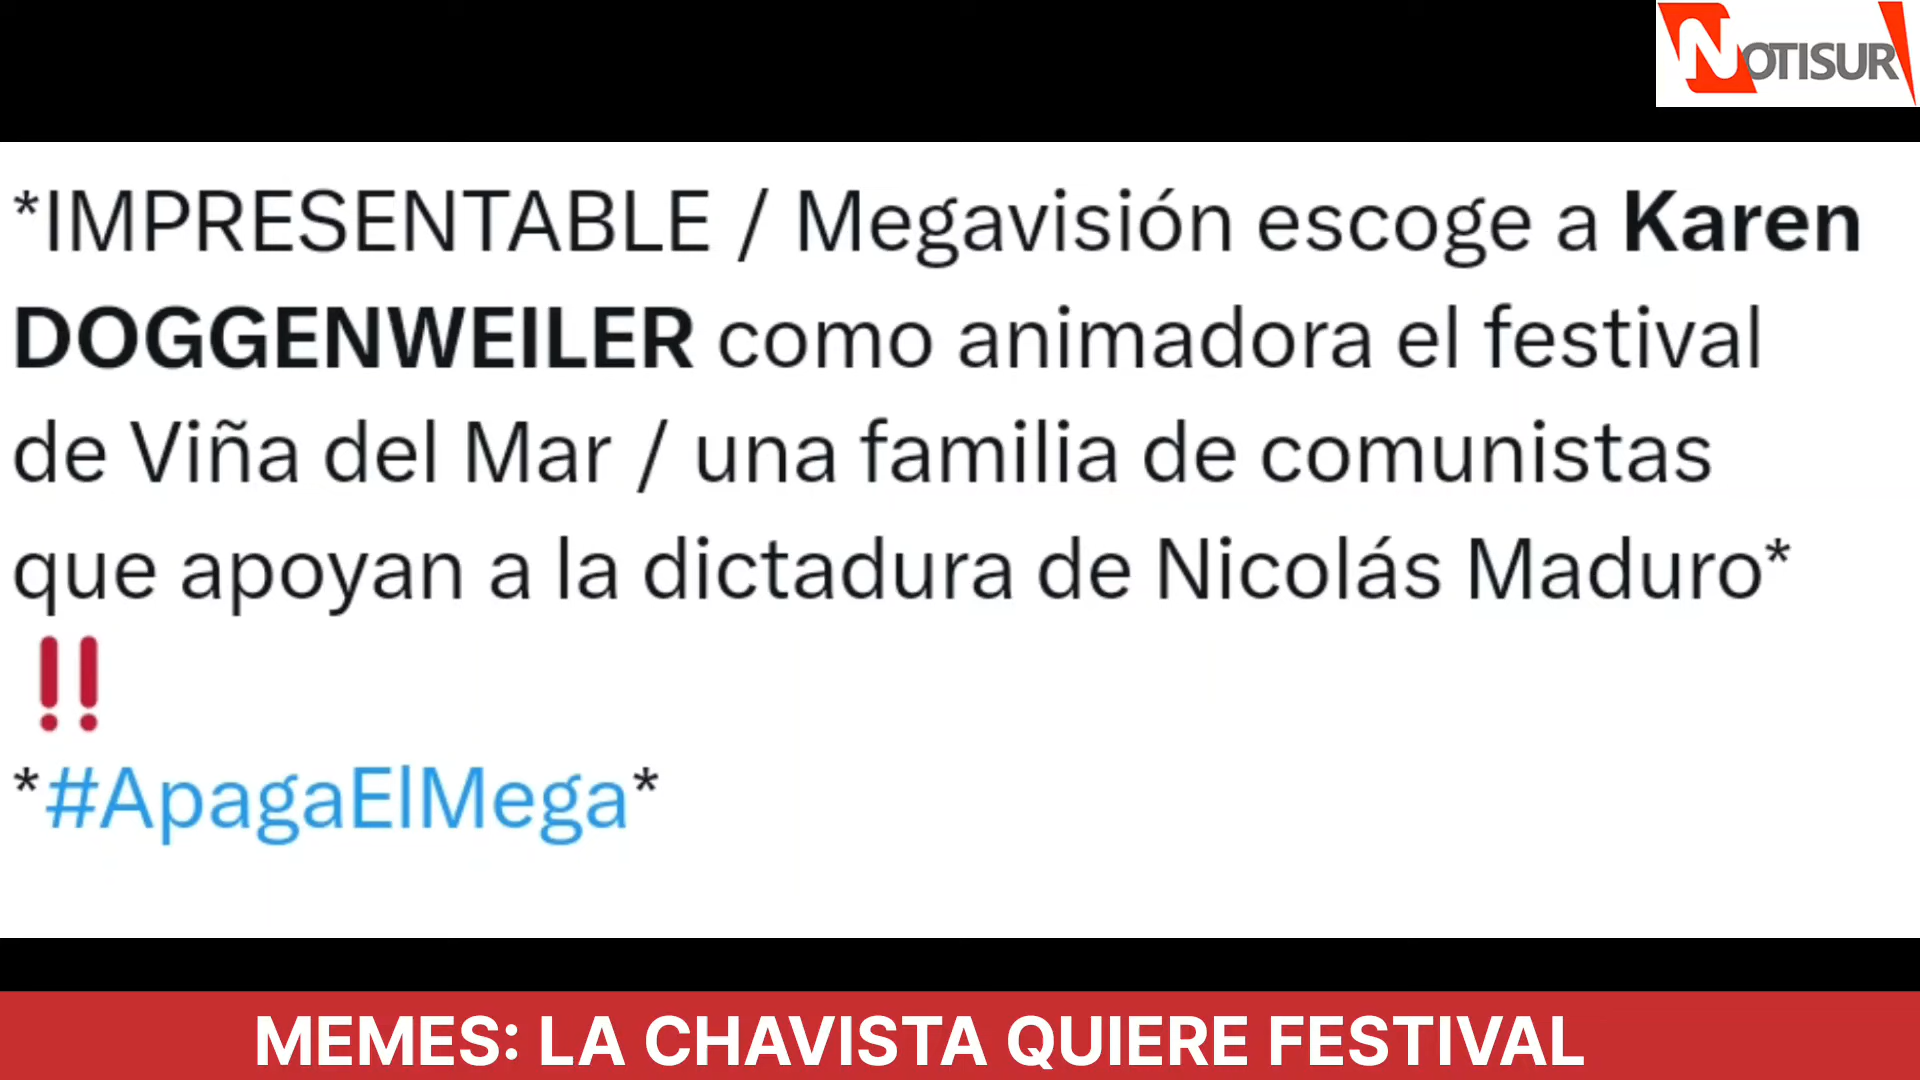 NOTISUR
*IMPRESENTABLE / Megavisión escoge a Karen
DOGGENWEILER como animadora el festival
de Viña del Mar / una familia de comunistas
que apoyan a la dictadura de Nicolás Maduro*
‼
*#ApagaElMega*
MEMES: LA CHAVISTA QUIERE FESTIVAL